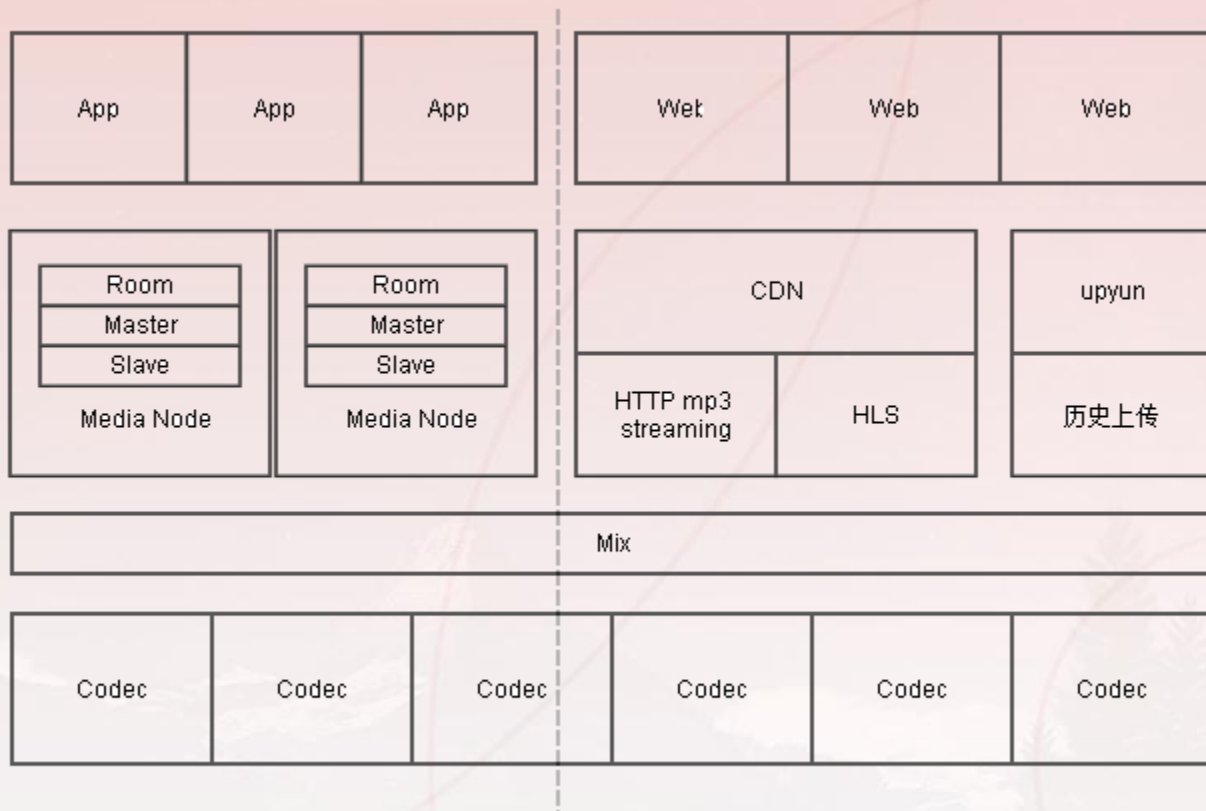 App
App
App
Web
Web
Web
Room
Master
Slave
Media Node
Room
Master
Slave
Media Node
CDN
HTTP mp3
streaming
HLS
upyun
历史上传
Mix
Codec
Codec
Codec
Codec
Codec
Codec